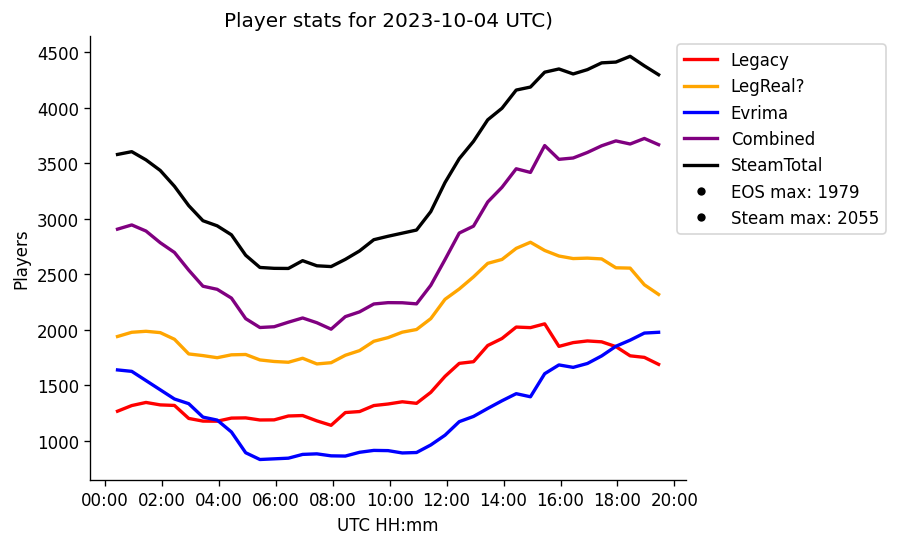 Player stats for 2023-10-04 UTC)
4500
4000
3500
3000
2500
2000
1500
1000
Players
00:00 02:00 04:00 06:00 08:00 10:00 12:00 14:00 16:00 18:00 20:00
UTC HH:mm
Legacy
LegReal?
Evrima
Combined
SteamTotal
EOS max: 1979
Steam max: 2055